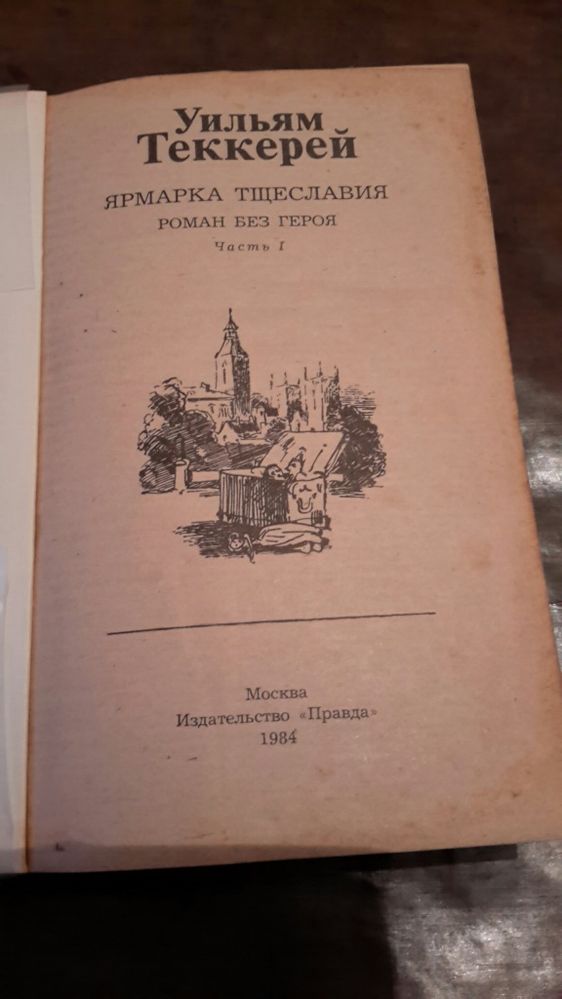 Уильям
Теккерей
ЯРМАРКА ТЩЕСЛАВИЯ
РОМАН БЕЗ ГЕРОЯ
Часть I
Москва
Издательство «Правда»
1984